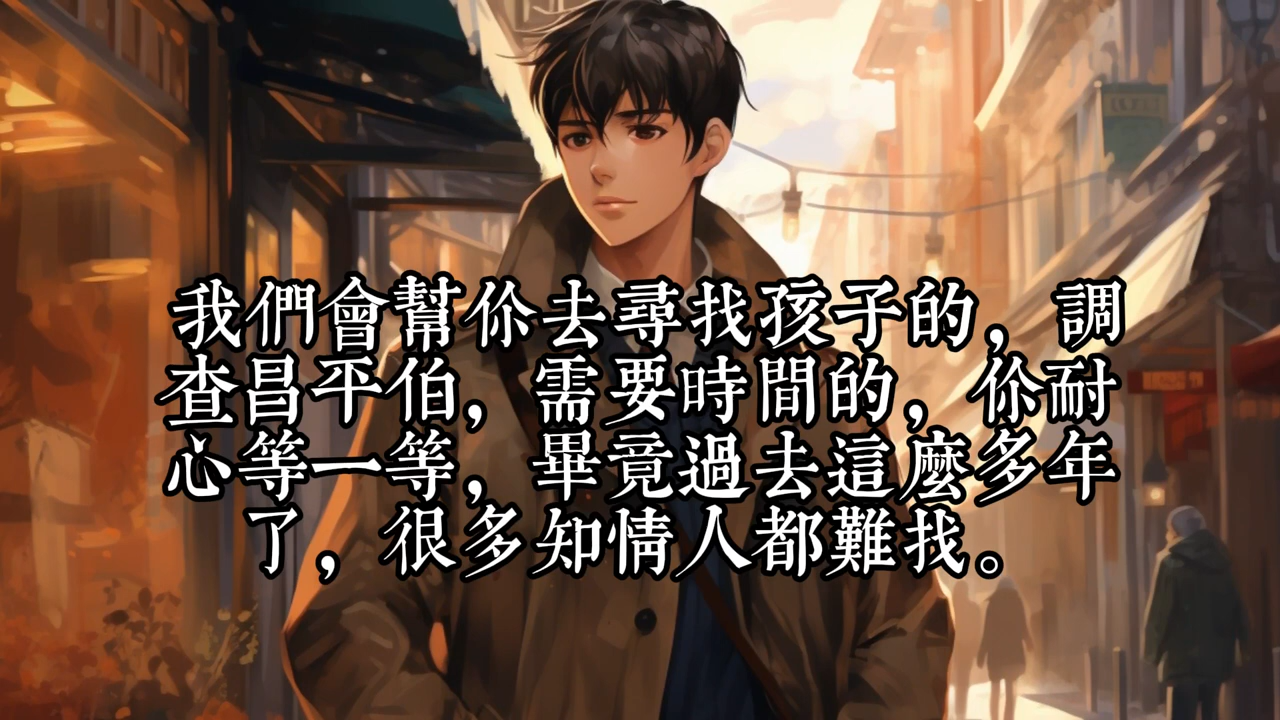 我們會幫你去尋找孩子的，調
查昌平伯，需要時間的，你耐
心等一等，畢竟過去這麼多年
了，很多知情人都難找。